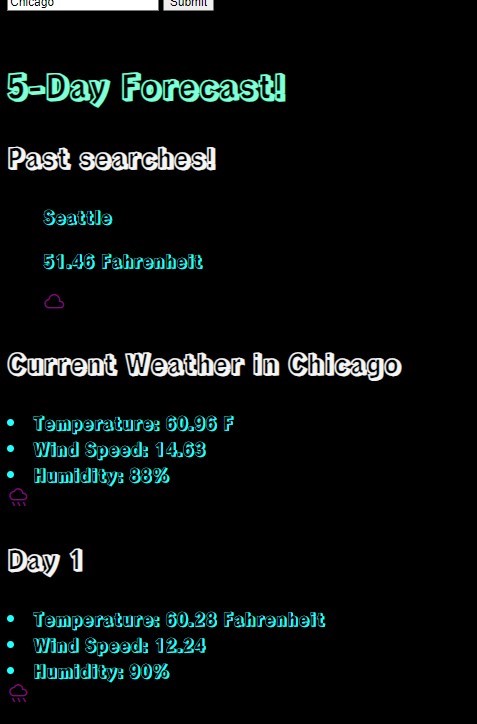 Chicago Submit
5-Day Forecast!
Past searches!
Seattle
51.46 Fahrenheit
Current Weather in Chicago
Temperature: 60.96 F
Wind Speed: 14.63
Humidity: 88%
Day 1
Temperature: 60.28 Fahrenheit
Wind Speed: 12.24
Humidity: 90%